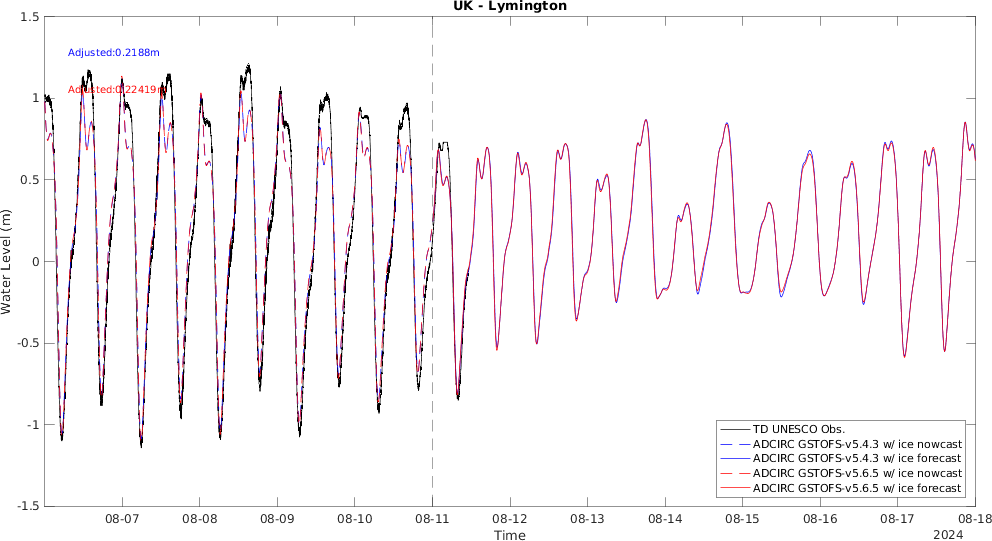 UK - Lymington
Adjusted:0.2188m
Adjusted:0.22419m
Water Level (m)
1.5
1
0.5
0
-0.5
-1
-1.5
08-07
08-08
08-09
08-10
08-11
08-12
08-13
08-14
08-15
08-16
08-17
08-18
2024
Time
TD UNESCO Obs.
ADCIRC GSTOFS-v5.4.3 w/ ice nowcast
ADCIRC GSTOFS-v5.4.3 w/ ice forecast
ADCIRC GSTOFS-v5.6.5 w/ ice nowcast
ADCIRC GSTOFS-v5.6.5 w/ ice forecast